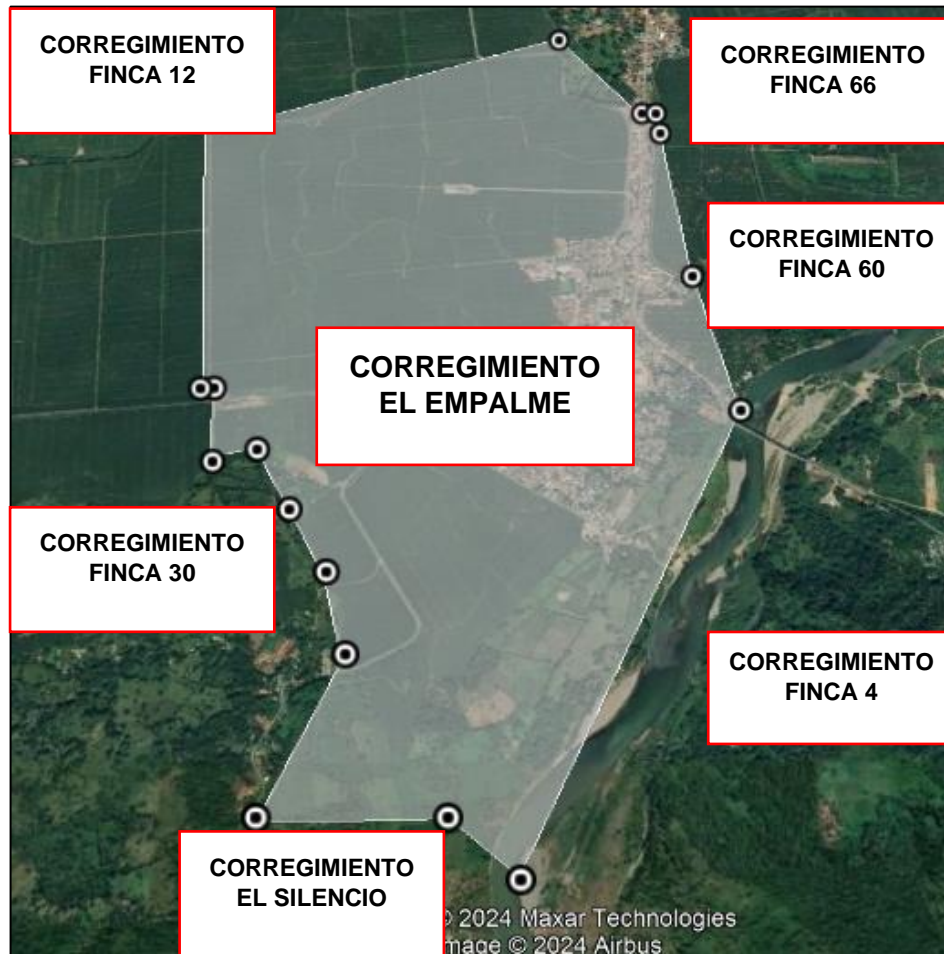 CORREGIMIENTO
FINCA 12
CORREGIMIENTO
FINCA 66
CORREGIMIENTO
FINCA 60
CORREGIMIENTO
EL EMPALME
CORREGIMIENTO
FINCA 30
CORREGIMIENTO
FINCA 4
CORREGIMIENTO
EL SILENCIO
© 2024 Maxar Technologies
mage © 2024 Airbus